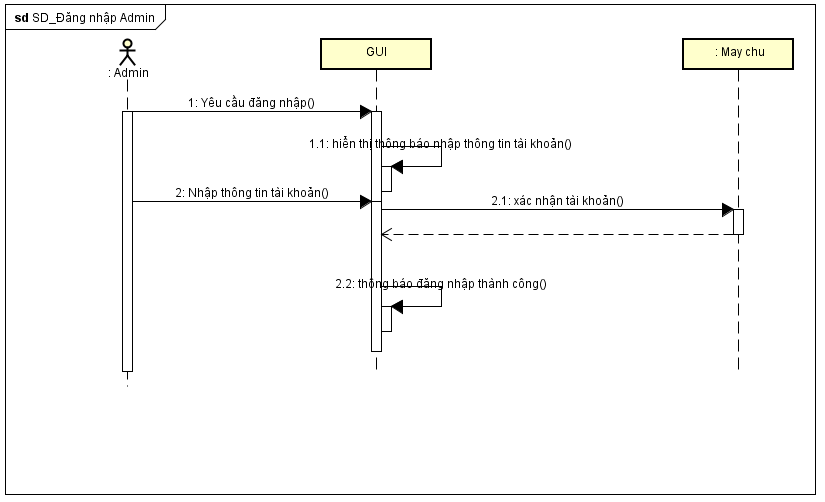 sd SD_Đăng nhập Admin
: Admin
GUI
: May chu
1: Yêu cầu đăng nhập()
1.1: hiển thị thông báo nhập thông tin tài khoản()
2: Nhập thông tin tài khoản()
2.1: xác nhận tài khoản()
2.2: thông báo đăng nhập thành công()